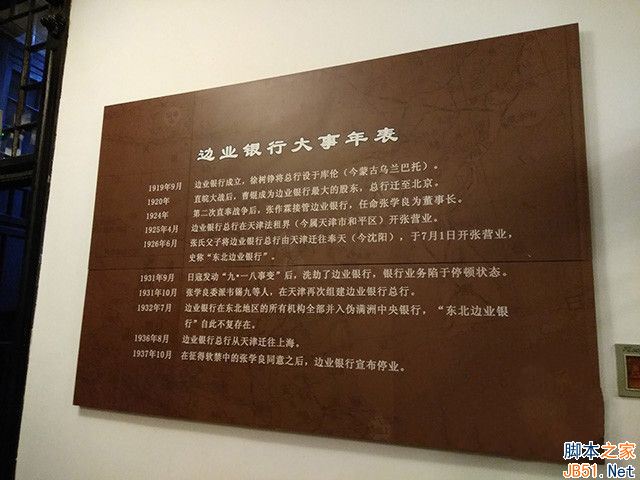 边业银行大事年表
1919年9月 边业银行成立，徐树铮将总行设于库伦（今蒙古乌兰巴托）。
1920年 直皖大战后，曹锟成为边业银行最大的股东，总行迁至北京。
1924年 第二次直奉战争后，张作霖接管边业银行，任命张学良为董事长。
1925年4月 边业银行总行在天津法租界（今属天津市和平区）开张营业。
1926年6月 张氏父子将边业银行总行由天津迁往奉天（今沈阳），于7月1日开张营业，
史称“东北边业银行”。
1931年9月 日寇发动“九·一八事变”后，洗劫了边业银行，银行业务陷于停顿状态。
1931年10月 张学良委派韦锡九等人，在天津再次组建边业银行总行。
1932年7月 边业银行在东北地区的所有机构全部并入伪满洲中央银行，“东北边业银
行”自此不复存在。
1936年8月 边业银行总行从天津迁往上海。
1937年10月 在征得软禁中的张学良同意之后，边业银行宣布停业。
脚本之家
JB51.Net